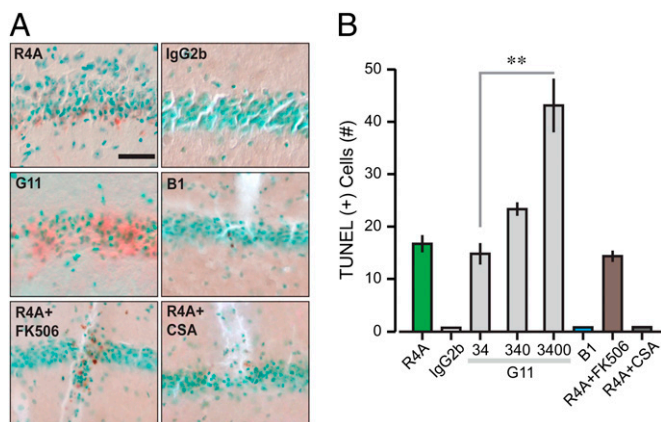 A
R4A
IgG2b
G11
B1
R4A+
FK506
R4A+
CSA
B
TUNEL (+) Cells (#)
50
40
30
20
10
0
**
R4A
IgG2b
34
340
3400
G11
B1
R4A+FK506
R4A+CSA